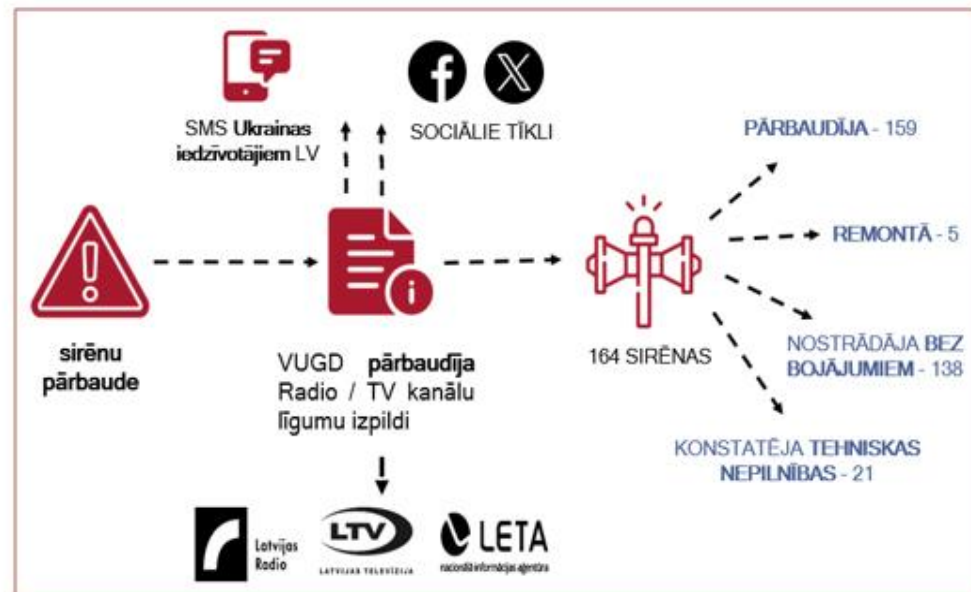 SMS Ukrainas
iedzīvotājiem LV
SOCIĀLIE TĪKLI
sirēnu
pārbaude
VUGD pārbaudīja
Radio / TV kanālu
līgumu izpildi
164 SIRĒNAS
PĀRBAUDĪJA - 159
REMONTĀ - 5
NOSTRĀDĀJA BEZ
BOJĀJUMIEM - 138
KONSTATĒJA TEHNISKAS
NEPILNĪBAS - 21
Latvijas
Radio
LTV
LATVIJAS TELEVĪZIJA
LETA
nacionālā informācijas aģentūra